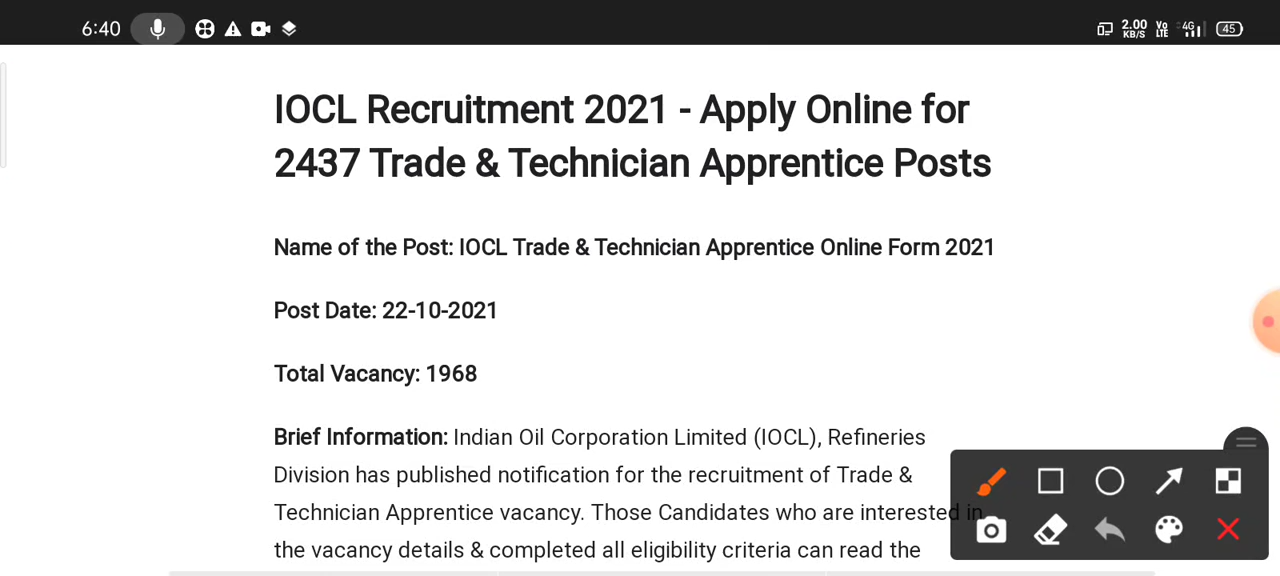 6:40
2.00
KB/S
Vo
LTE
4G
45
IOCL Recruitment 2021 - Apply Online for
2437 Trade & Technician Apprentice Posts
Name of the Post: IOCL Trade & Technician Apprentice Online Form 2021
Post Date: 22-10-2021
Total Vacancy: 1968
Brief Information: Indian Oil Corporation Limited (IOCL), Refineries
Division has published notification for the recruitment of Trade &
Technician Apprentice vacancy. Those Candidates who are interested in
the vacancy details & completed all eligibility criteria can read the